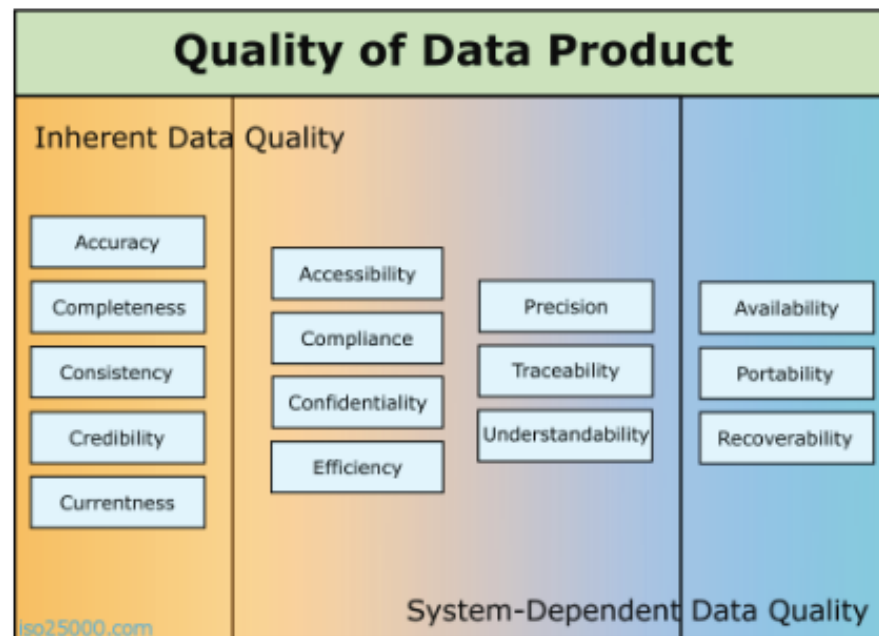 Quality of Data Product
Inherent Data Quality
Accuracy
Completeness
Consistency
Credibility
Currentness
Accessibility
Compliance
Confidentiality
Efficiency
Precision
Traceability
Understandability
Availability
Portability
Recoverability
System-Dependent Data Quality
iso25000.com